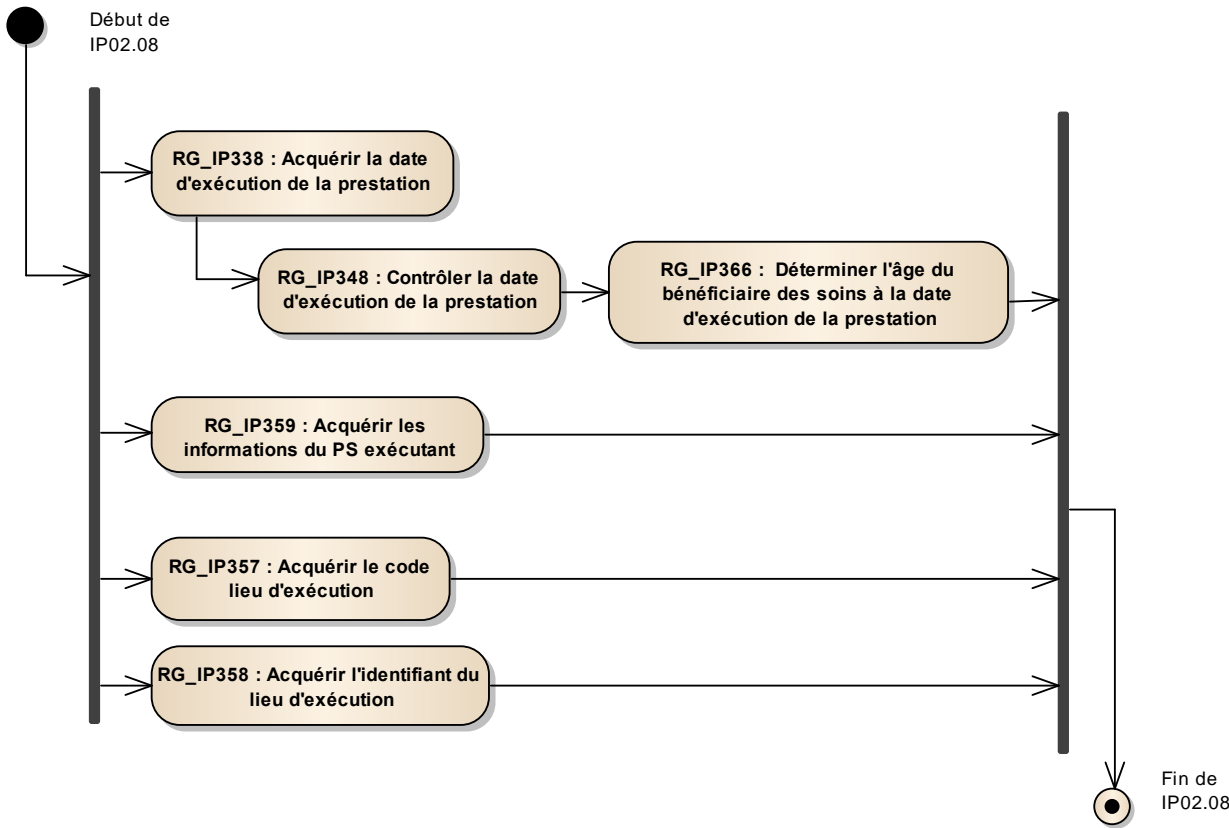 Début de
IP02.08
RG_IP338 : Acquérir la date
d'exécution de la prestation
RG_IP348 : Contrôler la date
d'exécution de la prestation
RG_IP366 :  Déterminer l'âge du
bénéficiaire des soins à la date
d'exécution de la prestation
RG_IP359 : Acquérir les
informations du PS exécutant
RG_IP357 : Acquérir le code
lieu d'exécution
RG_IP358 : Acquérir l'identifiant du
lieu d'exécution
Fin de
IP02.08